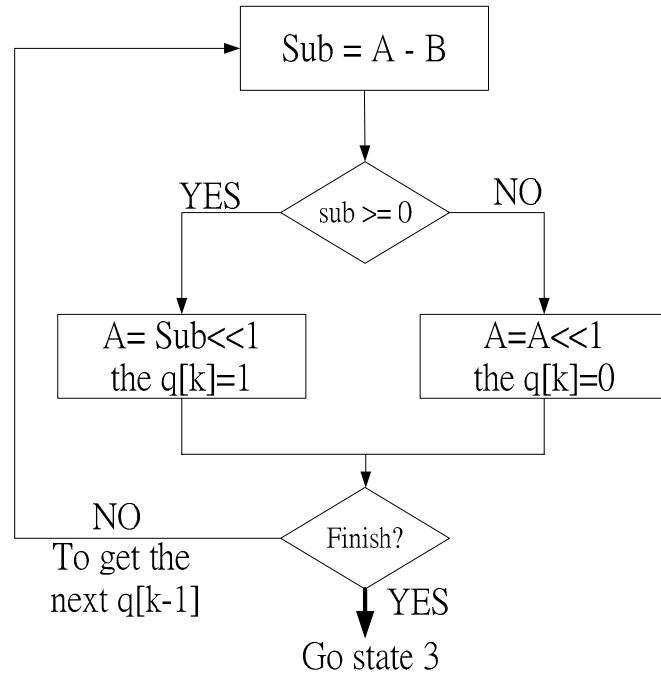 Sub = A - B
YES
sub >= 0
NO
A= Sub<<1
the q[k]=1
A=A<<1
the q[k]=0
NO
To get the
next q[k-1]
Finish?
YES
Go state 3